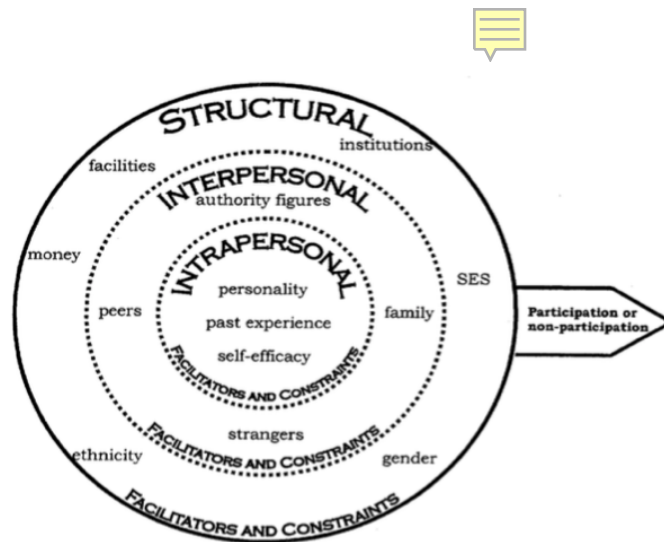 STRUCTURAL
institutions
facilities
INTERPERSONAL
authority figures
money
INTRAPERSONAL
personality
SES
peers
past experience
family
Participation or
non-participation
self-efficacy
FACILITATORS AND CONSTRAINTS
strangers
FACILITATORS AND CONSTRAINTS
ethnicity
gender
FACILITATORS AND CONSTRAINTS